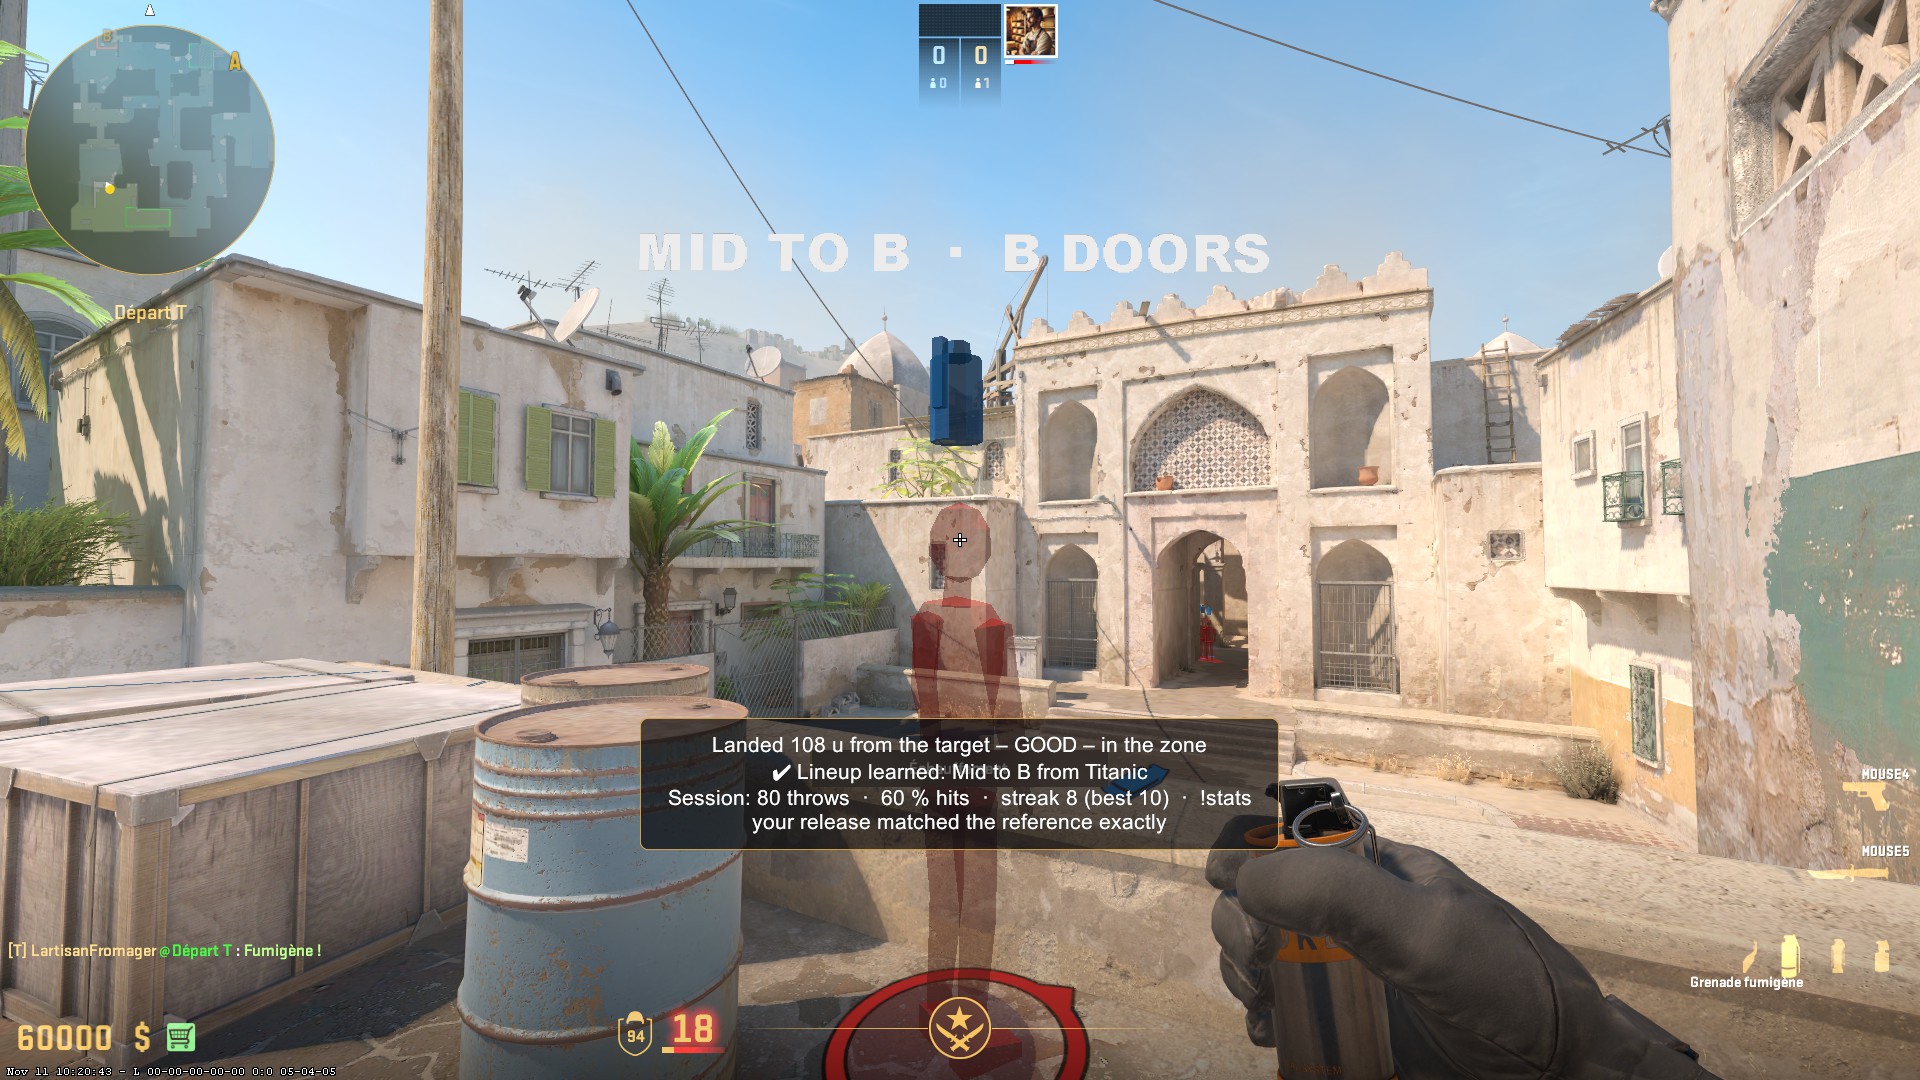 B
A
0
0
0
1
MID TO B · B DOORS
Départ T
Landed 108 u from the target – GOOD – in the zone
✔ Lineup learned: Mid to B from Titanic
Session: 80 throws · 60 % hits · streak 8 (best 10) · !stats
your release matched the reference exactly
MOUSE4
MOUSE5
[T] LartisanFromager@Départ T : Fumigène !
Grenade fumigène
60000 $
94
18
Nov 11 10:20:43 - L 00-00-00-00-00 0:0 05-04-05